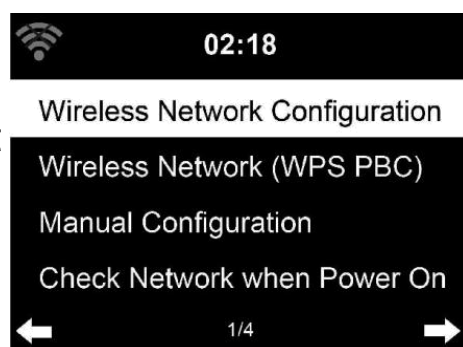 02:18
Wireless Network Configuration
Wireless Network (WPS PBC)
Manual Configuration
Check Network when Power On
1/4